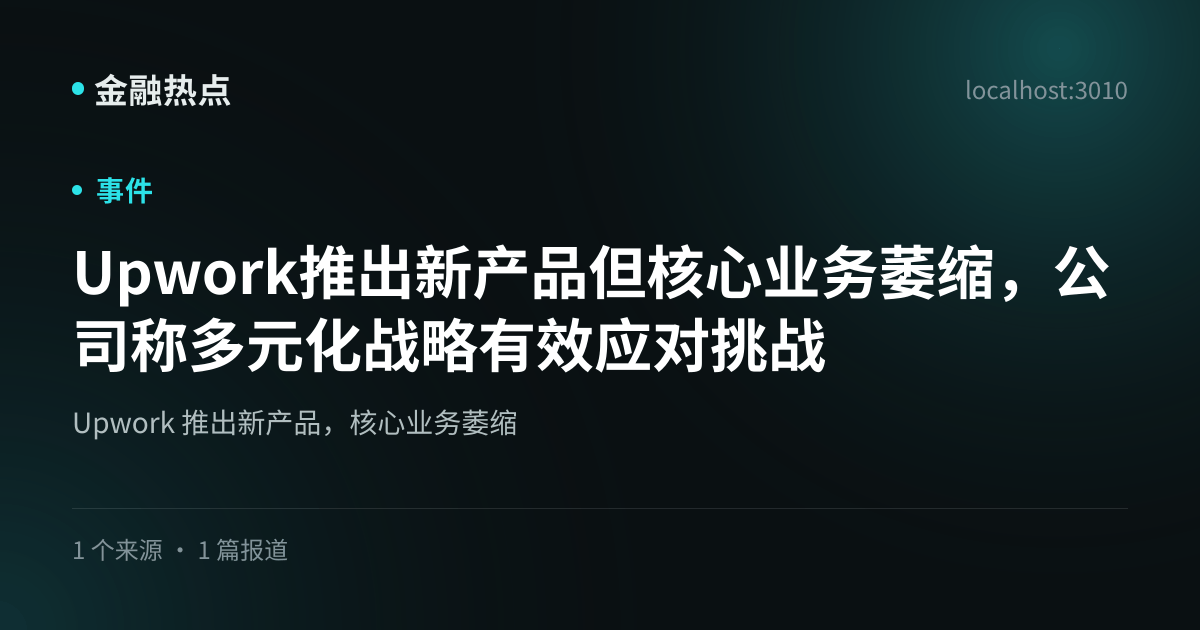 金融热点
localhost:3010
事件
Upwork推出新产品但核心业务萎缩，公
司称多元化战略有效应对挑战
Upwork 推出新产品，核心业务萎缩
1 个来源 · 1 篇报道